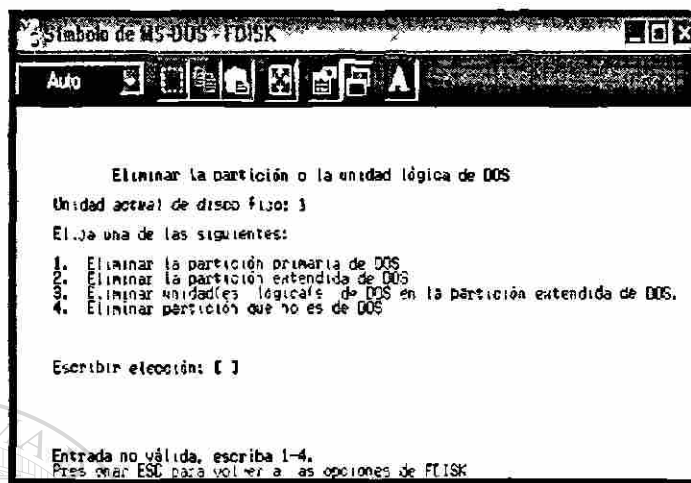 Símbolo de MS-DOS - FDISK
Auto
A
Eliminar la partición o la unidad lógica de DOS
Unidad actual de disco fijo: 1
Elija una de las siguientes:
1. Eliminar la partición primaria de DOS
2. Eliminar la partición extendida de DOS
3. Eliminar unidad(es) lógica(s) de DOS en la partición extendida de DOS.
4. Eliminar partición que no es de DOS
Escribir elección: [ ]
Entrada no válida, escriba 1-4.
Presionar ESC para volver a las opciones de FDISK